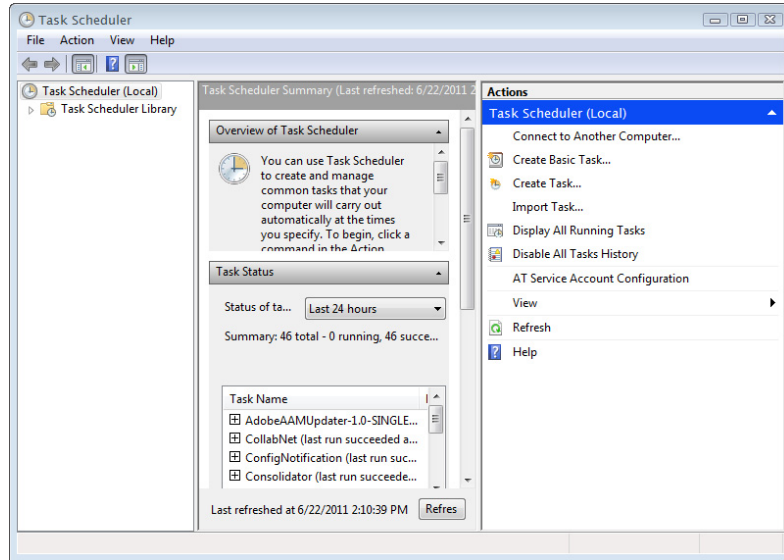 Task Scheduler
File Action View Help
Task Scheduler (Local)
Task Scheduler Library
Task Scheduler Summary (Last refreshed: 6/22/2011 2
Overview of Task Scheduler
You can use Task Scheduler
to create and manage
common tasks that your
computer will carry out
automatically at the times
you specify. To begin, click a
command in the Action
Task Status
Status of ta... Last 24 hours
Summary: 46 total - 0 running, 46 succe...
Task Name
AdobeAAMUpdater-1.0-SINGLE...
CollabNet (last run succeeded a...
ConfigNotification (last run suc...
Consolidator (last run succeede...
Last refreshed at 6/22/2011 2:10:39 PM Refres
Actions
Task Scheduler (Local)
Connect to Another Computer...
Create Basic Task...
Create Task...
Import Task...
Display All Running Tasks
Disable All Tasks History
AT Service Account Configuration
View
Refresh
Help